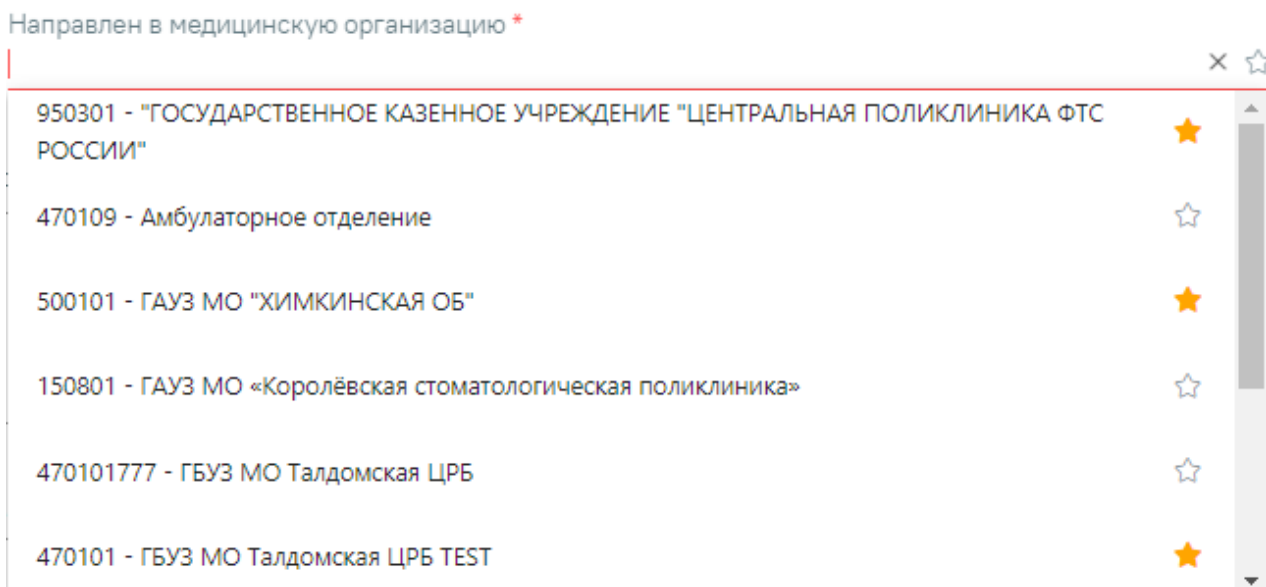 Направлен в медицинскую организацию *
950301 - "ГОСУДАРСТВЕННОЕ КАЗЕННОЕ УЧРЕЖДЕНИЕ "ЦЕНТРАЛЬНАЯ ПОЛИКЛИНИКА ФТС
РОССИИ"
470109 - Амбулаторное отделение
500101 - ГАУЗ МО "ХИМКИНСКАЯ ОБ"
150801 - ГАУЗ МО «Королёвская стоматологическая поликлиника»
470101777 - ГБУЗ МО Талдомская ЦРБ
470101 - ГБУЗ МО Талдомская ЦРБ TEST